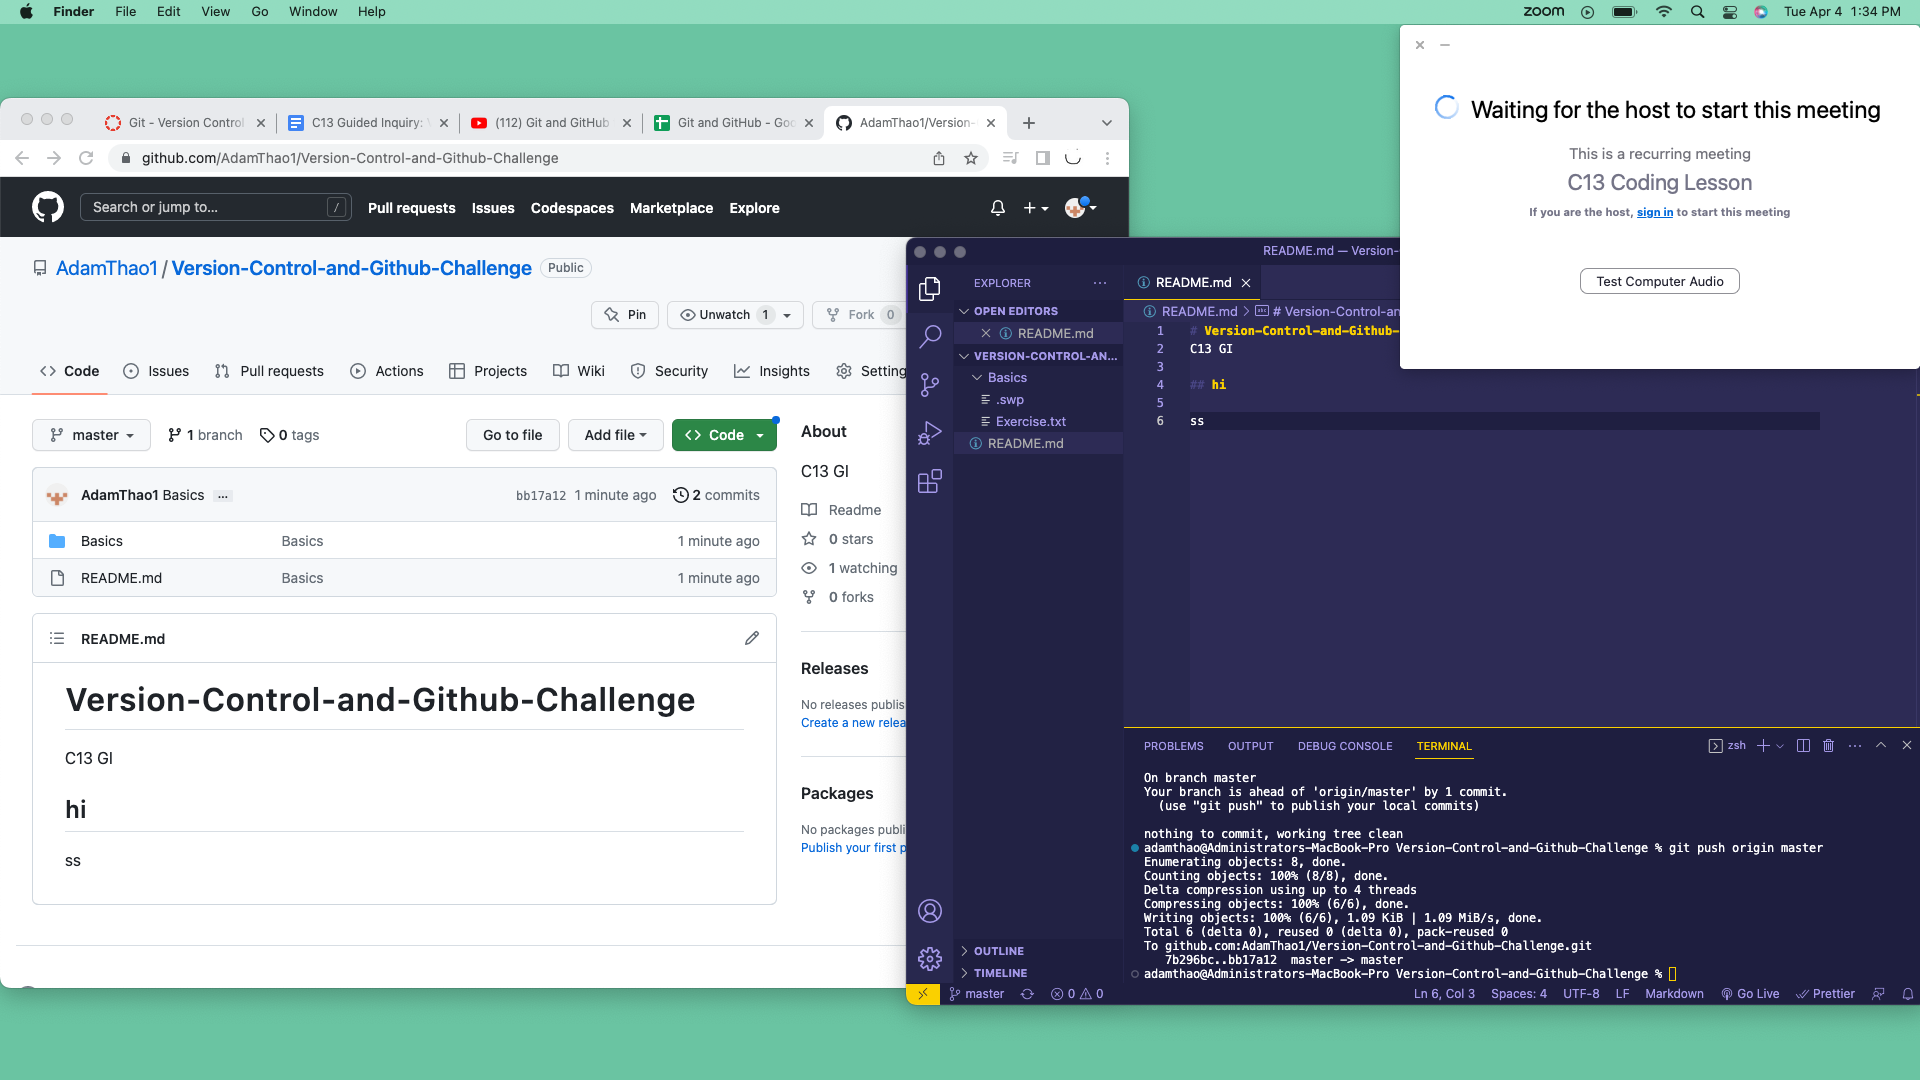 Finder File Edit View Go Window Help
zoom Tue Apr 4 1:34 PM
Git - Version Control
C13 Guided Inquiry:
(112) Git and GitHub
Git and GitHub - Goo
AdamThao1/Version-
github.com/AdamThao1/Version-Control-and-Github-Challenge
Search or jump to... /
Pull requests Issues Codespaces Marketplace Explore
AdamThao1 / Version-Control-and-Github-Challenge Public
Pin
Unwatch 1
Fork 0
Code Issues Pull requests Actions Projects Wiki Security Insights Setting
master 1 branch 0 tags
Go to file Add file Code
AdamThao1 Basics ... bb17a12 1 minute ago 2 commits
Basics Basics 1 minute ago
README.md Basics 1 minute ago
README.md
Version-Control-and-Github-Challenge
C13 GI
hi
ss
About
C13 GI
Readme
0 stars
1 watching
0 forks
Releases
No releases publis
Create a new relea
Packages
No packages publi
Publish your first p
README.md — Version-
EXPLORER
OPEN EDITORS
README.md
VERSION-CONTROL-AN...
Basics
.swp
Exercise.txt
README.md
OUTLINE
TIMELINE
README.md
README.md > # Version-Control-an
1 # Version-Control-and-Github-
2 C13 GI
3
4 ## hi
5
6 ss
PROBLEMS OUTPUT DEBUG CONSOLE TERMINAL
zsh
On branch master
Your branch is ahead of 'origin/master' by 1 commit.
(use "git push" to publish your local commits)
nothing to commit, working tree clean
adamthao@Administrators-MacBook-Pro Version-Control-and-Github-Challenge % git push origin master
Enumerating objects: 8, done.
Counting objects: 100% (8/8), done.
Delta compression using up to 4 threads
Compressing objects: 100% (6/6), done.
Writing objects: 100% (6/6), 1.09 KiB | 1.09 MiB/s, done.
Total 6 (delta 0), reused 0 (delta 0), pack-reused 0
To github.com:AdamThao1/Version-Control-and-Github-Challenge.git
7b296bc..bb17a12 master -> master
adamthao@Administrators-MacBook-Pro Version-Control-and-Github-Challenge %
master 0 0
Ln 6, Col 3 Spaces: 4 UTF-8 LF Markdown Go Live Prettier
Waiting for the host to start this meeting
This is a recurring meeting
C13 Coding Lesson
If you are the host, sign in to start this meeting
Test Computer Audio